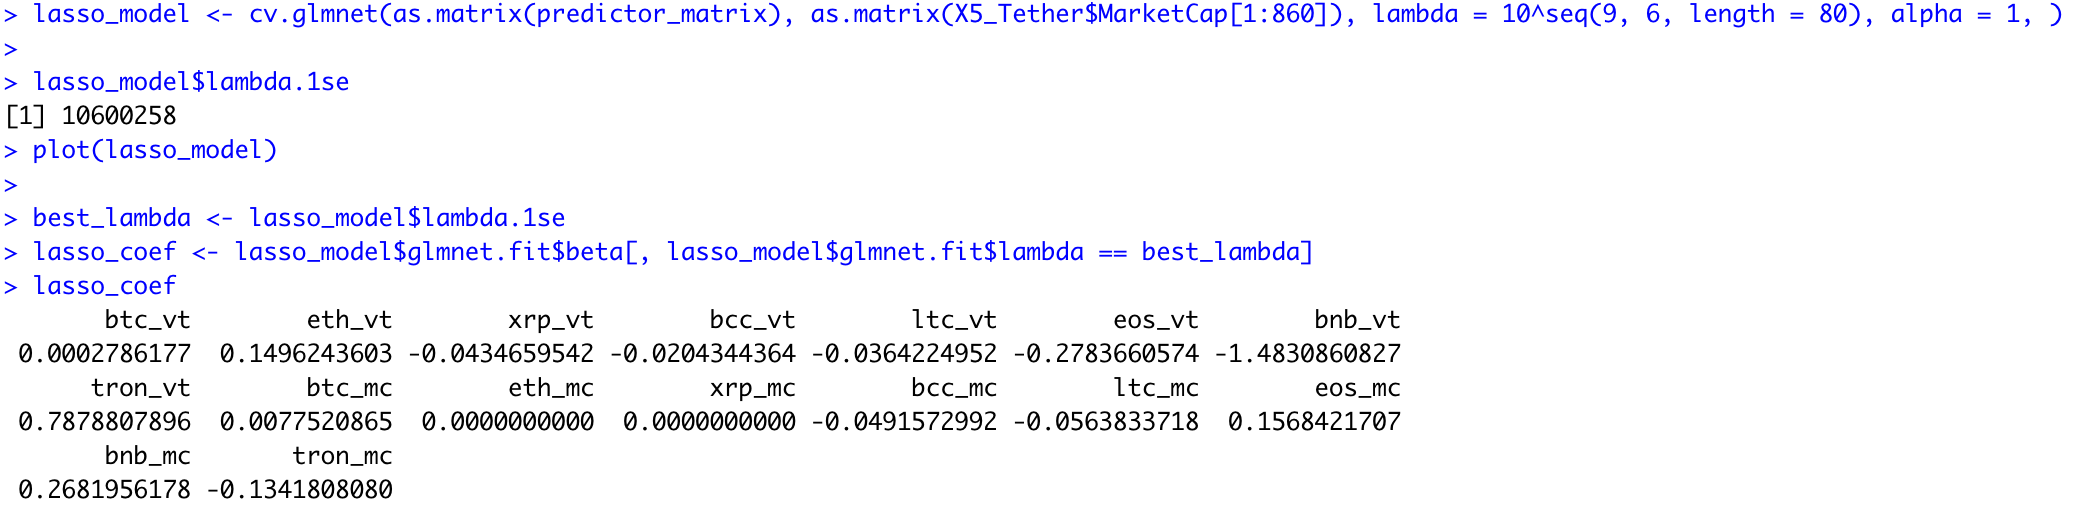 > lasso_model <- cv.glmnet(as.matrix(predictor_matrix), as.matrix(X5_Tether$MarketCap[1:860]), lambda = 10^seq(9, 6, length = 80), alpha = 1, )
>
> lasso_model$lambda.1se
[1] 10600258
> plot(lasso_model)
>
> best_lambda <- lasso_model$lambda.1se
> lasso_coef <- lasso_model$glmnet.fit$beta[, lasso_model$glmnet.fit$lambda == best_lambda]
> lasso_coef
btc_vt eth_vt xrp_vt bcc_vt ltc_vt eos_vt bnb_vt
0.0002786177 0.1496243603 -0.0434659542 -0.0204344364 -0.0364224952 -0.2783660574 -1.4830860827
tron_vt btc_mc eth_mc xrp_mc bcc_mc ltc_mc eos_mc
0.7878807896 0.0077520865 0.0000000000 0.0000000000 -0.0491572992 -0.0563833718 0.1568421707
bnb_mc tron_mc
0.2681956178 -0.1341808080